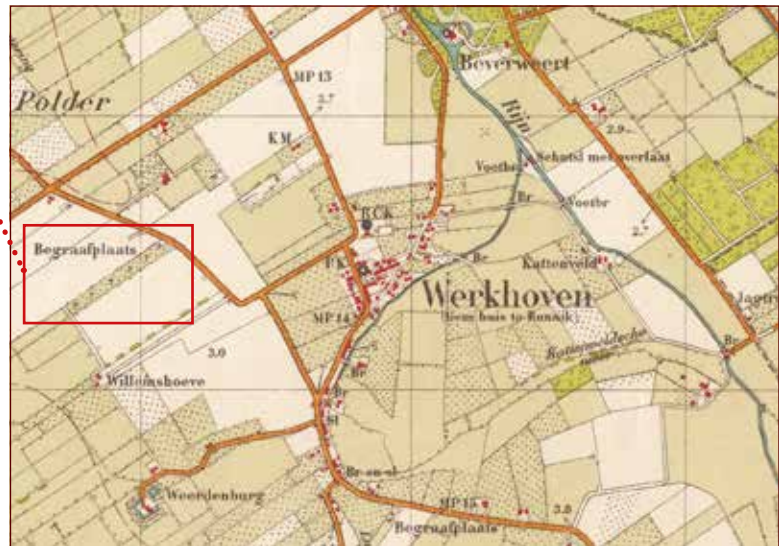 Polder
MP 13
2.7
Beverweert
Rijn
KM
2.9
Voetbr
Schutsl met overlaat
Br
Voetbr
RCK
2.7
Begraafplaats
Kattenveld
Br
Werkhoven
MP 14
3.0
Br
Br
Willemshoeve
Br
Sl
Br en sl
Weerdenburg
MP 15
3.8
Begraafplaats